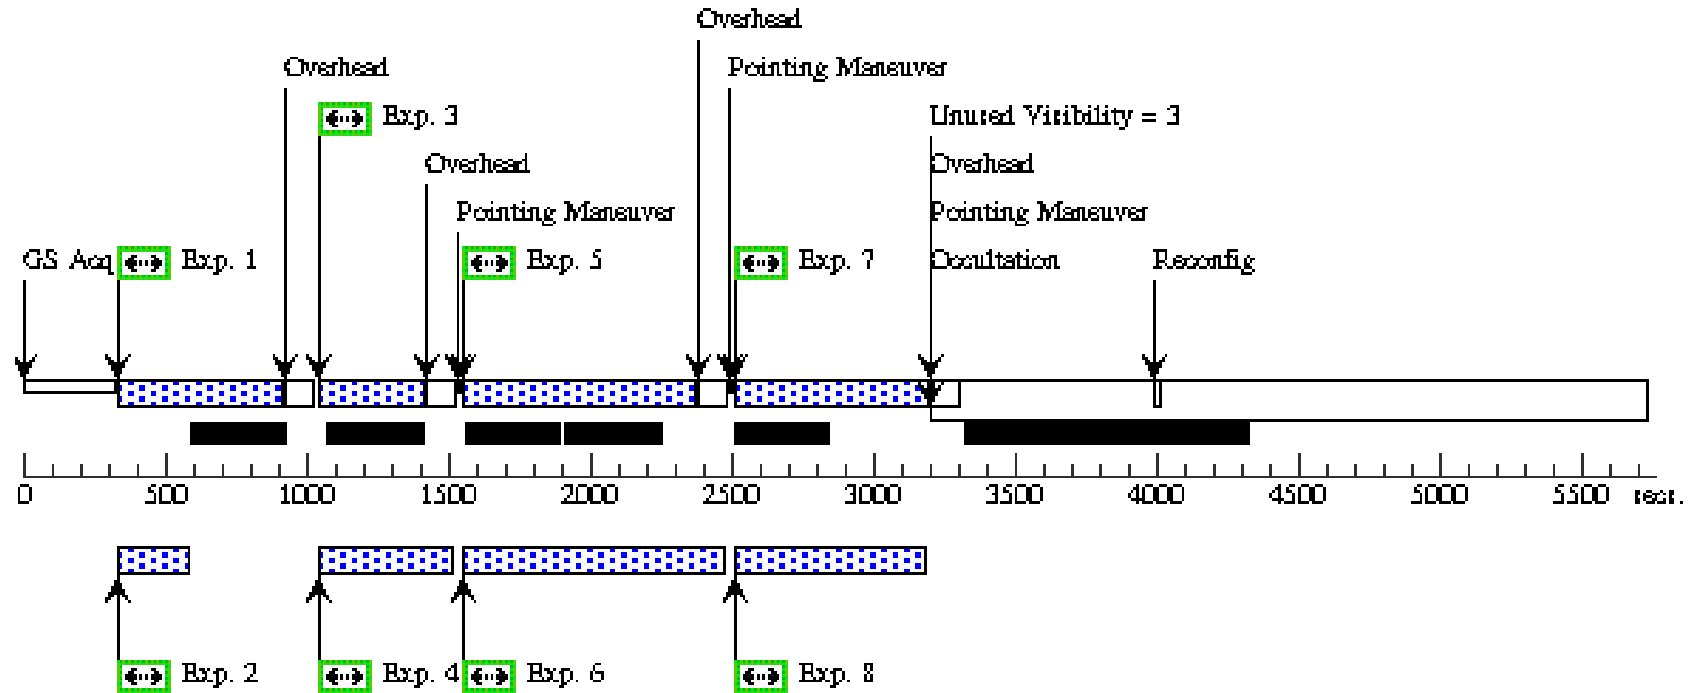 Overhead
Overhead
Pointing Maneuver
Exp. 3
Unused Visibility = 3
Overhead
Overhead
Pointing Maneuver
Pointing Maneuver
GS Acq
Exp. 1
Exp. 5
Exp. 7
Occultation
Reconfig
0 500 1000 1500 2000 2500 3000 3500 4000 4500 5000 5500 secs.
Exp. 2
Exp. 4
Exp. 6
Exp. 8